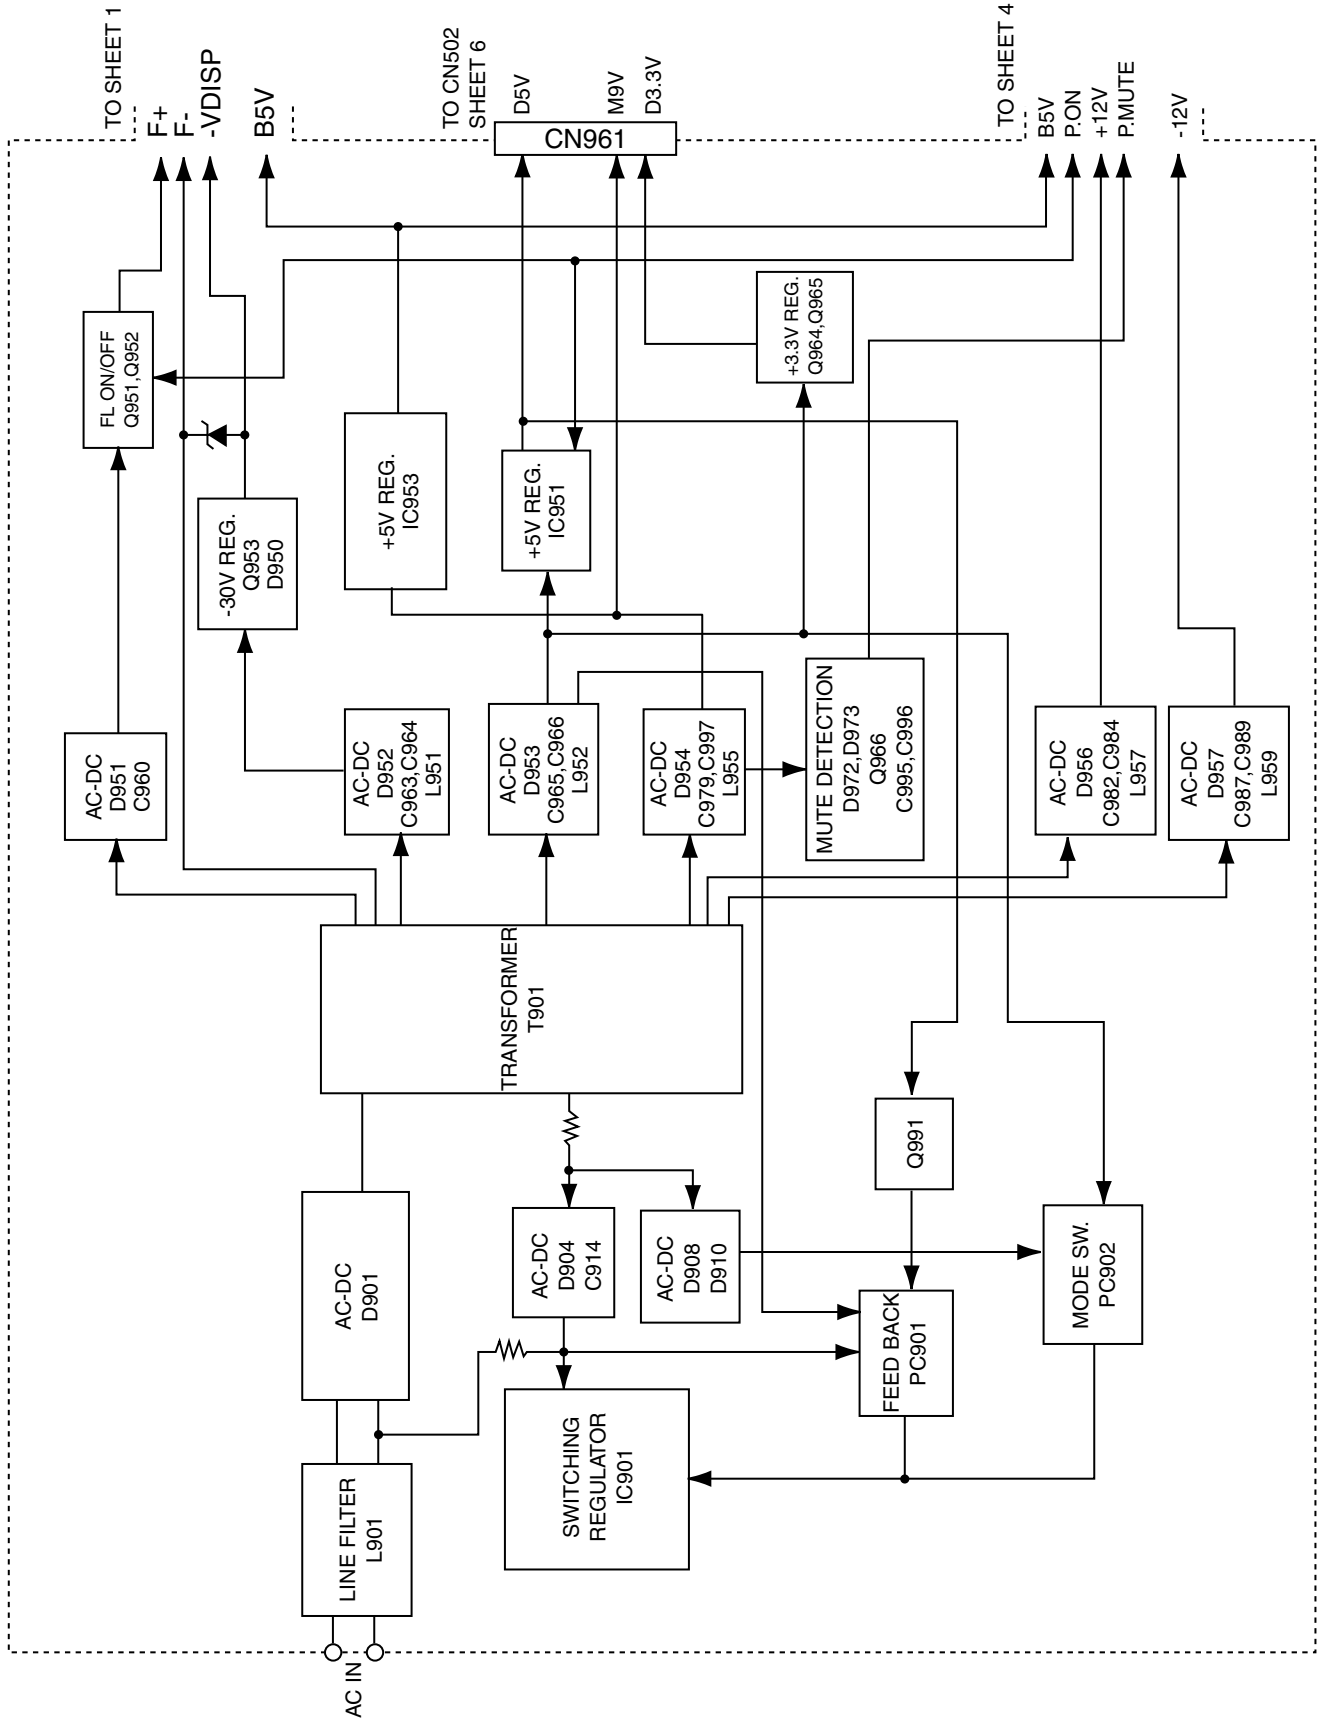 TO SHEET 1
F+
F-
-VDISP
B5V
TO CN502
SHEET 6
D5V
M9V
D3.3V
CN961
TO SHEET 4
B5V
P.ON
+12V
P.MUTE
-12V
FL ON/OFF
Q951,Q952
-30V REG.
Q953
D950
+5V REG.
IC953
+5V REG.
IC951
+3.3V REG.
Q964,Q965
AC-DC
D951
C960
AC-DC
D952
C963,C964
L951
AC-DC
D953
C965,C966
L952
AC-DC
D954
C979,C997
L955
MUTE DETECTION
D972,D973
Q966
C995,C996
AC-DC
D956
C982,C984
L957
AC-DC
D957
C987,C989
L959
TRANSFORMER
T901
AC-DC
D901
AC-DC
D904
C914
AC-DC
D908
D910
Q991
FEED BACK
PC901
MODE SW.
PC902
LINE FILTER
L901
SWITCHING
REGULATOR
IC901
AC IN